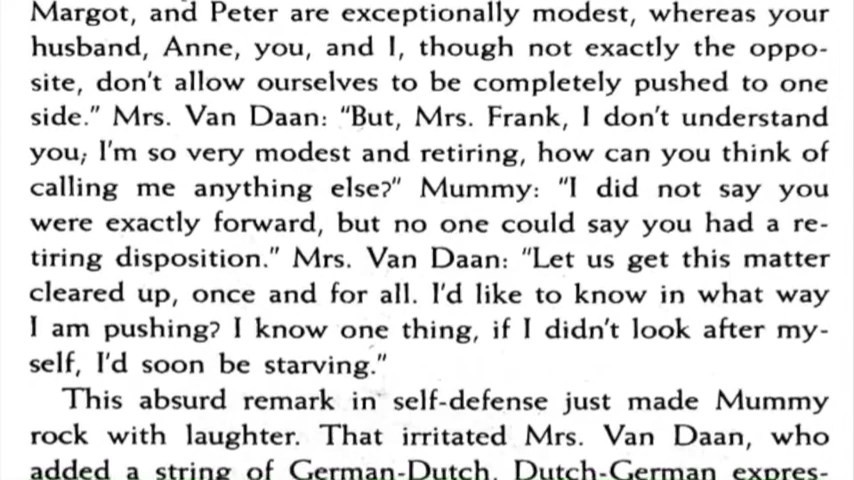 Margot, and Peter are exceptionally modest, whereas your
husband, Anne, you, and I, though not exactly the oppo-
site, don't allow ourselves to be completely pushed to one
side." Mrs. Van Daan: "But, Mrs. Frank, I don't understand
you; I'm so very modest and retiring, how can you think of
calling me anything else?" Mummy: "I did not say you
were exactly forward, but no one could say you had a re-
tiring disposition." Mrs. Van Daan: "Let us get this matter
cleared up, once and for all. I'd like to know in what way
I am pushing? I know one thing, if I didn't look after my-
self, I'd soon be starving."
This absurd remark in self-defense just made Mummy
rock with laughter. That irritated Mrs. Van Daan, who
added a string of German-Dutch, Dutch-German expres-